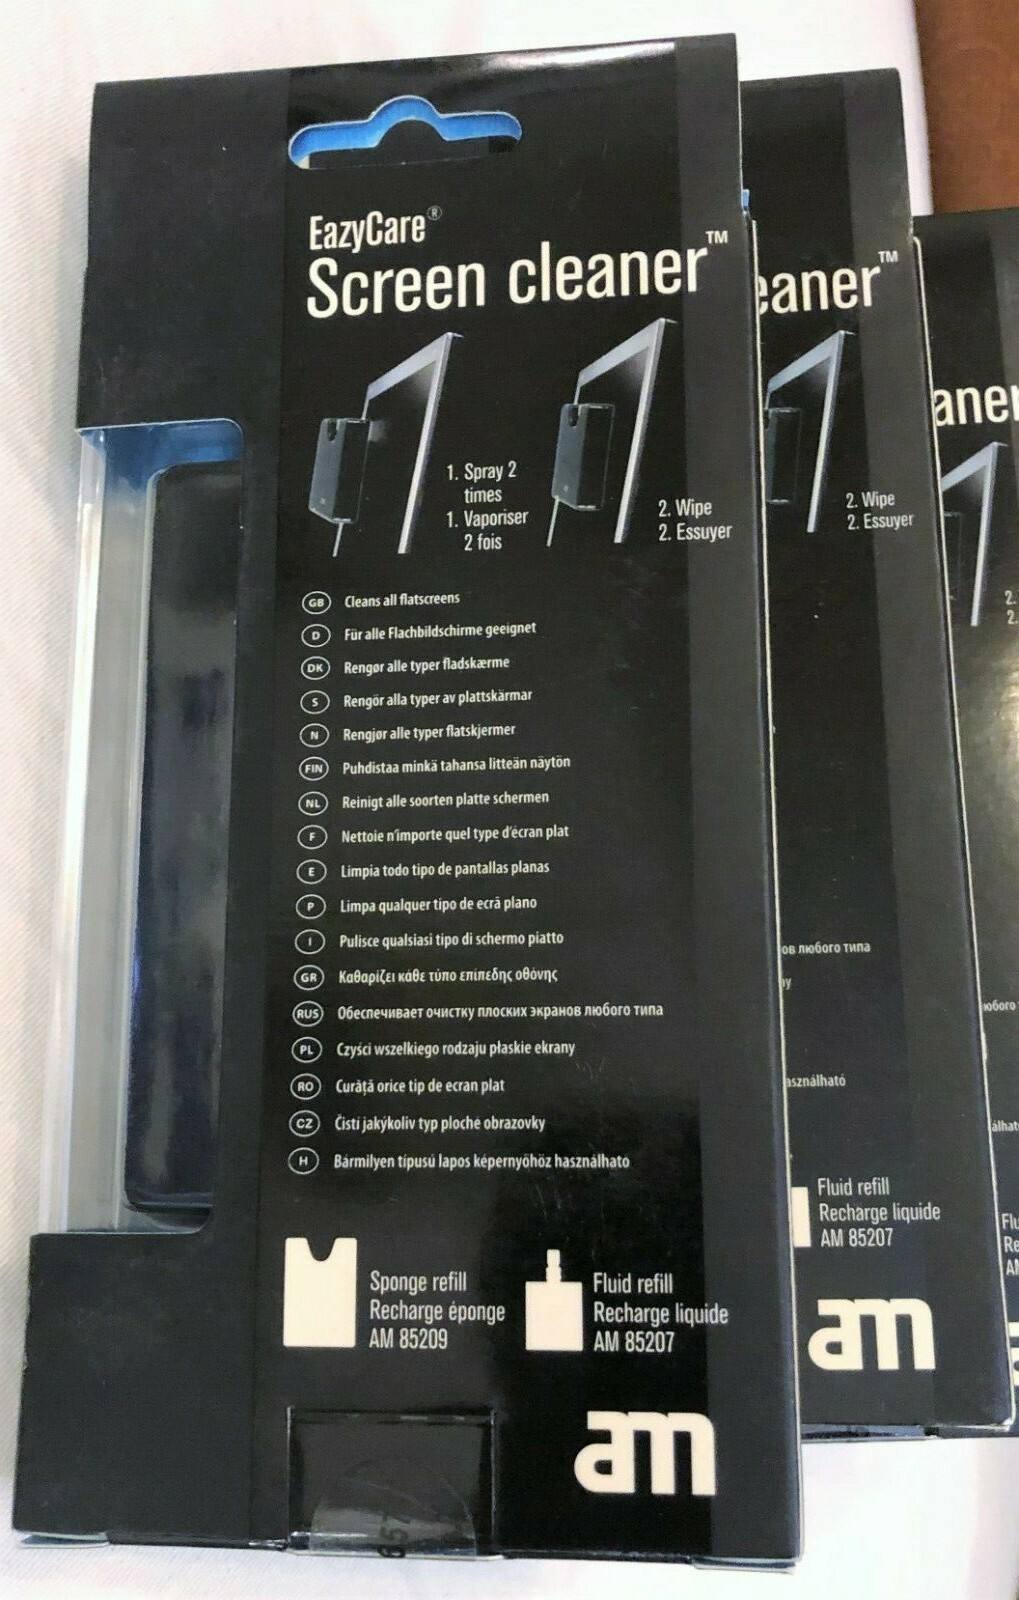 EazyCare®
Screen cleaner™
1. Spray 2
times
1. Vaporiser
2 fois
2. Wipe
2. Essuyer
GB Cleans all flatscreens
D Für alle Flachbildschirme geeignet
DK Rengør alle typer fladskærme
S Rengör alla typer av plattskärmar
N Rengjør alle typer flatskjermer
FIN Puhdistaa minkä tahansa litteän näytön
NL Reinigt alle soorten platte schermen
F Nettoie n'importe quel type d'écran plat
E Limpia todo tipo de pantallas planas
P Limpa qualquer tipo de ecrã plano
I Pulisce qualsiasi tipo di schermo piatto
GR Καθαρίζει κάθε τύπο επίπεδης οθόνης
RUS Обеспечивает очистку плоских экранов любого типа
PL Czyści wszelkiego rodzaju płaskie ekrany
RO Curăţă orice tip de ecran plat
CZ Čistí jakýkoliv typ ploché obrazovky
H Bármilyen típusú lapos képernyőhöz használható
Sponge refill
Recharge éponge
AM 85209
Fluid refill
Recharge liquide
AM 85207
am
eaner™
2. Wipe
2. Essuyer
ов любого типа
asználható
Fluid refill
Recharge liquide
AM 85207
am
aner
2.
2.